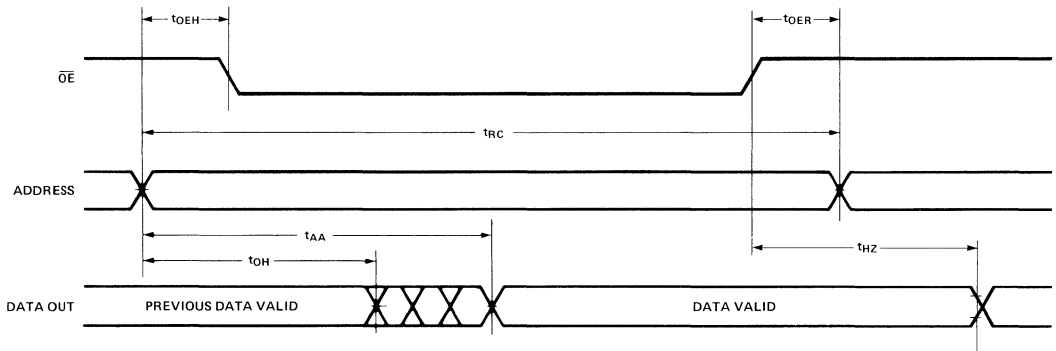 tOEH
tOER
OE
tRC
ADDRESS
tAA
tHZ
tOH
DATA OUT
PREVIOUS DATA VALID
DATA VALID